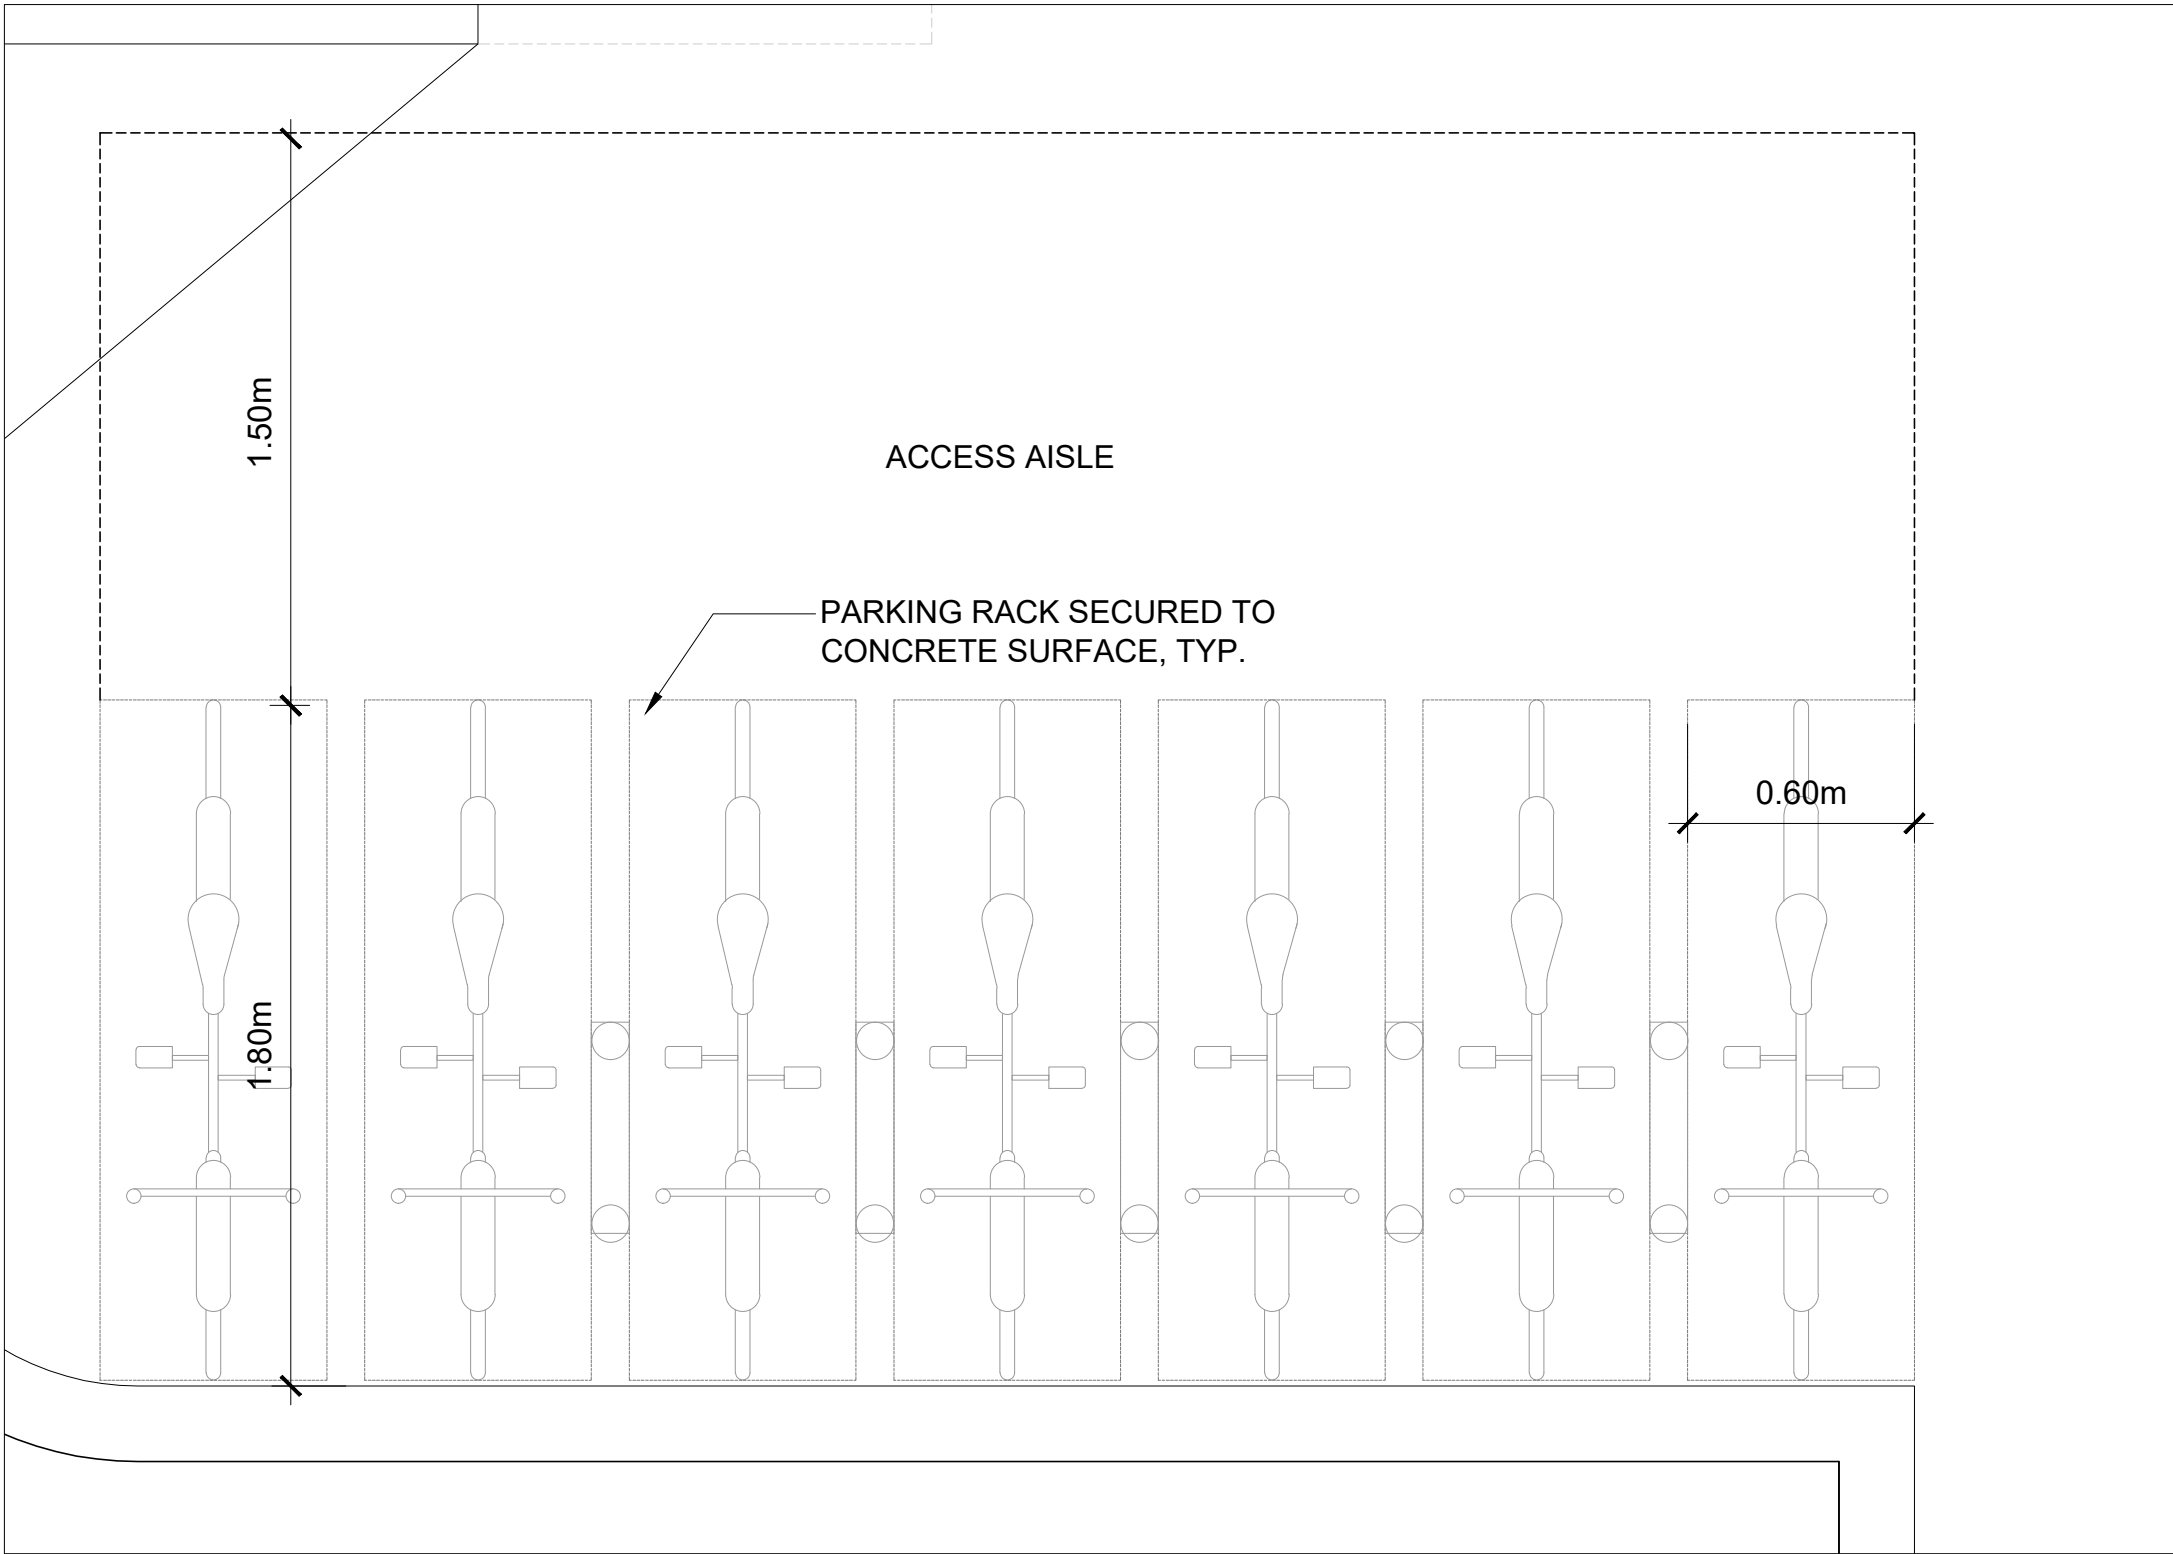 1.50m
ACCESS AISLE
PARKING RACK SECURED TO
CONCRETE SURFACE, TYP.
0.60m
1.80m